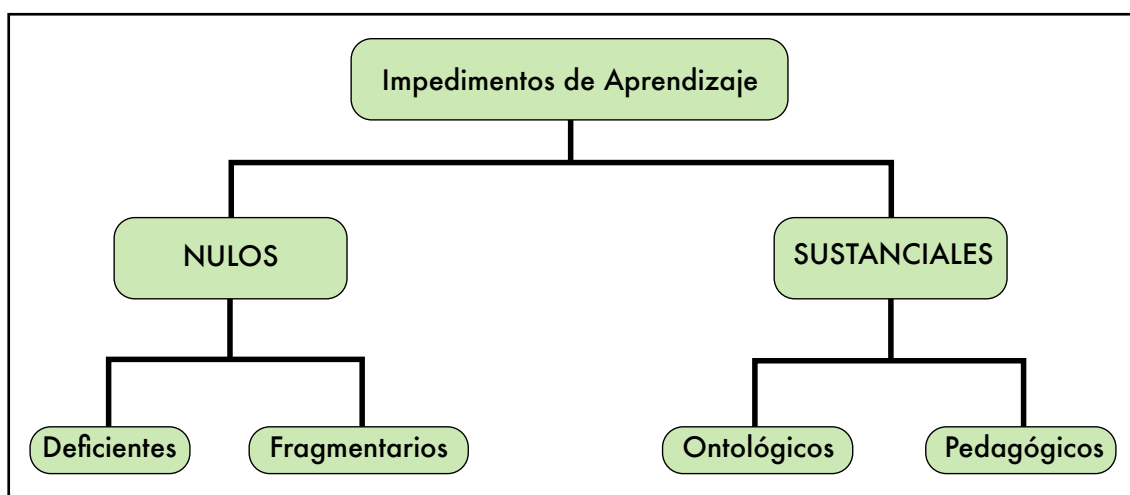 Impedimentos de Aprendizaje
NULOS
SUSTANCIALES
Deficientes
Fragmentarios
Ontológicos
Pedagógicos